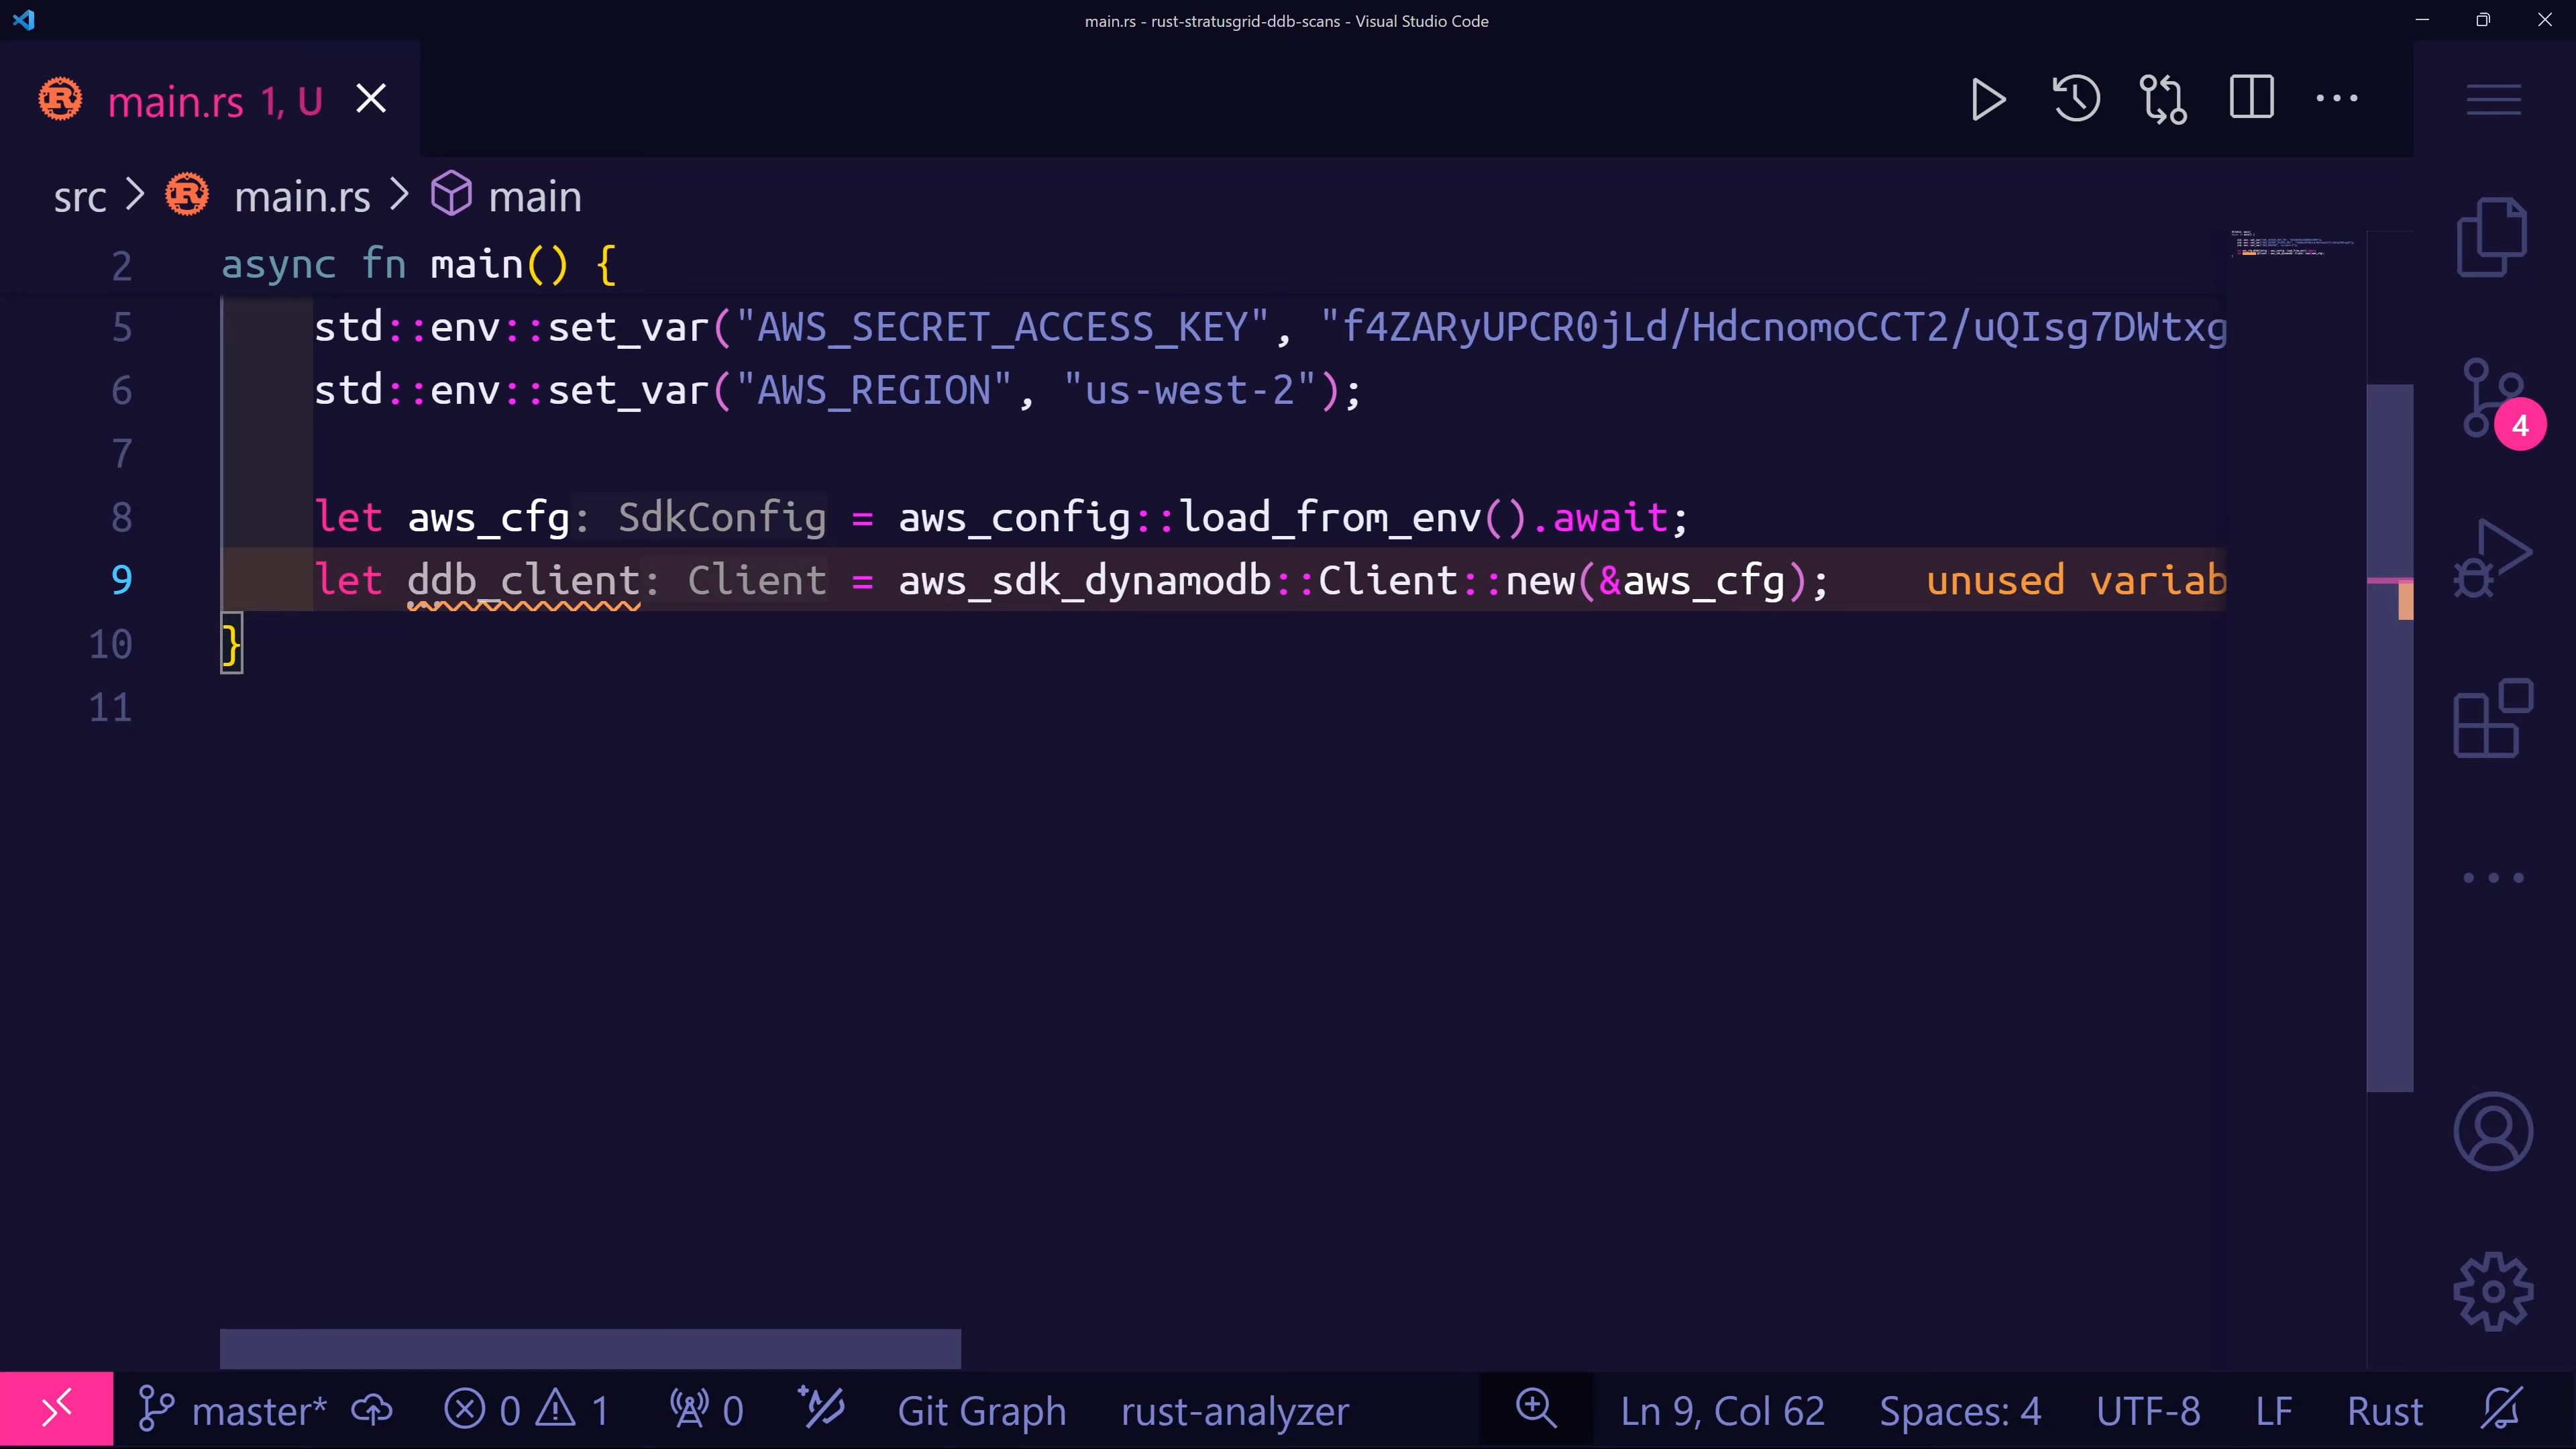 main.rs - rust-stratusgrid-ddb-scans - Visual Studio Code
main.rs 1, U
src > main.rs > main
2 async fn main() {
5 std::env::set_var("AWS_SECRET_ACCESS_KEY", "f4ZARyUPCR0jLd/HdcnomoCCT2/uQIsg7DWtxg
6 std::env::set_var("AWS_REGION", "us-west-2");
7
8 let aws_cfg: SdkConfig = aws_config::load_from_env().await;
9 let ddb_client: Client = aws_sdk_dynamodb::Client::new(&aws_cfg); unused variab
10 }
11
4
master* 0 1 0 Git Graph rust-analyzer Ln 9, Col 62 Spaces: 4 UTF-8 LF Rust